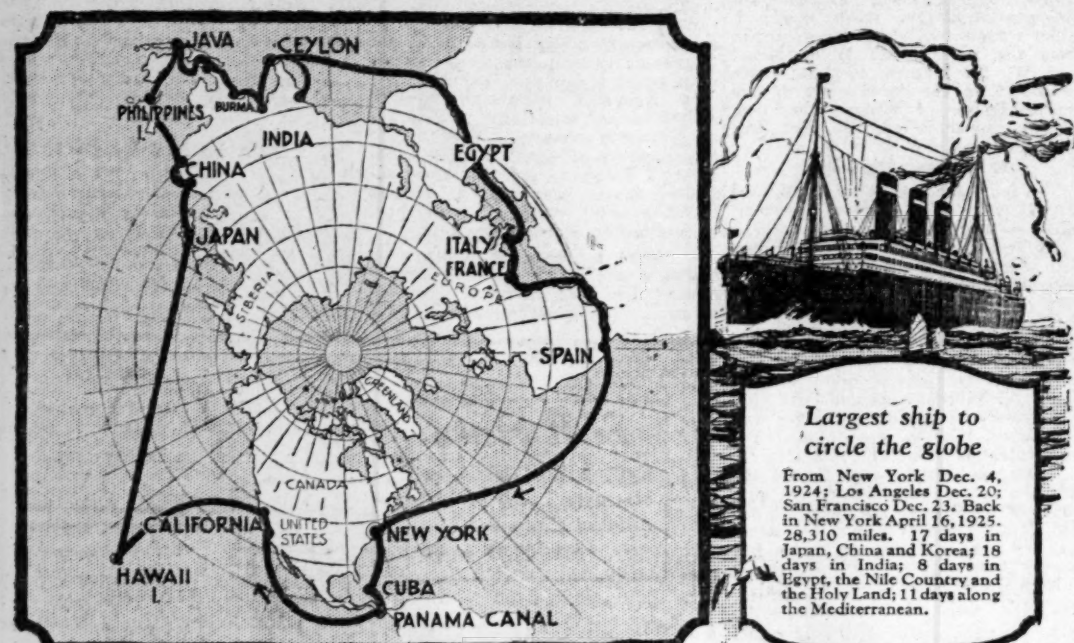 JAVA
CEYLON
PHILIPPINES
I.
BURMA
INDIA
CHINA
EGYPT
JAPAN
ITALY
FRANCE
SIBERIA
EUROPE
SPAIN
GREENLAND
CANADA
CALIFORNIA
UNITED
STATES
NEW YORK
HAWAII
I.
CUBA
PANAMA CANAL
Largest ship to
circle the globe
From New York Dec. 4,
1924; Los Angeles Dec. 20;
San Francisco Dec. 23. Back
in New York April 16, 1925.
28,310 miles. 17 days in
Japan, China and Korea; 18
days in India; 8 days in
Egypt, the Nile Country and
the Holy Land; 11 days along
the Mediterranean.